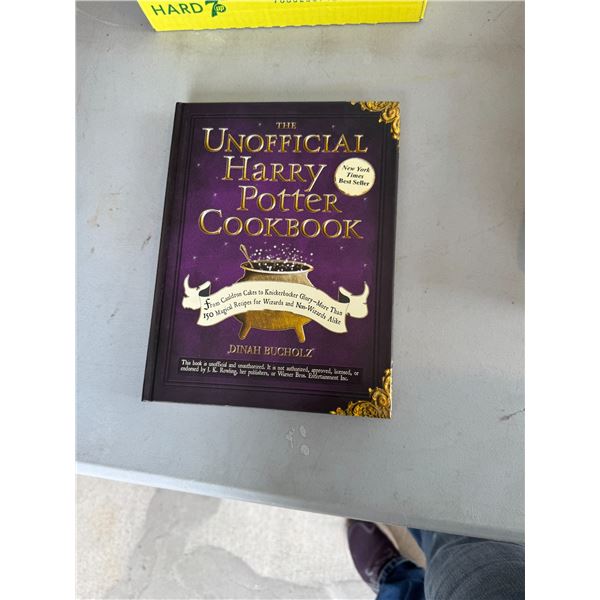 HARD 7up
THE
UNOFFICIAL
HARRY
POTTER
COOKBOOK
New York
Times
Best Seller
From Cauldron Cakes to Knickerbocker Glory—More Than
150 Magical Recipes for Wizards and Non-Wizards Alike
DINAH BUCHOLZ
This book is unofficial and unauthorized. It is not authorized, approved, licensed, or
endorsed by J. K. Rowling, her publishers, or Warner Bros. Entertainment Inc.